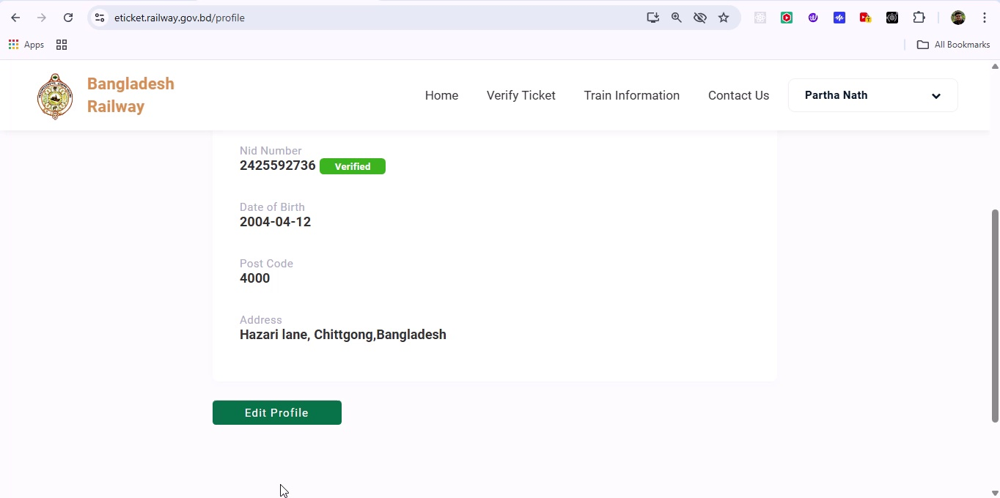 eticket.railway.gov.bd/profile
Apps
All Bookmarks
Bangladesh
Railway
Home
Verify Ticket
Train Information
Contact Us
Partha Nath
Nid Number
2425592736 Verified
Date of Birth
2004-04-12
Post Code
4000
Address
Hazari lane, Chittgong,Bangladesh
Edit Profile